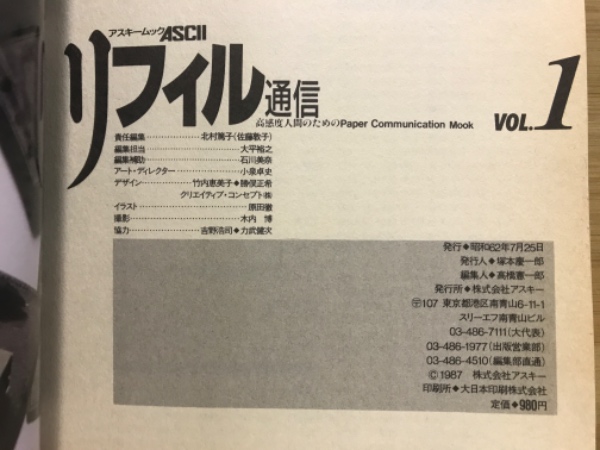 アスキームックASCII
リフィル通信
高感度人間のためのPaper Communication Mook
VOL.1
責任編集………………北村篤子(佐藤敦子)
編集担当………………大平裕之
編集補助………………石川美奈
アート・ディレクター………………小泉卓史
デザイン………………竹内恵美子◆勝俣正希
クリエイティブ・コンセプト㈱
イラスト………………原田徹
撮影………………木内 博
協力………………吉野浩司◆力武健次
発行◆昭和62年7月25日
発行人◆塚本慶一郎
編集人◆高橋憲一郎
発行所◆株式会社アスキー
〒107 東京都港区南青山6-11-1
スリーエフ南青山ビル
03-486-7111(大代表)
03-486-1977(出版営業部)
03-486-4510(編集部直通)
©1987 株式会社アスキー
印刷所◆大日本印刷株式会社
定価◆980円